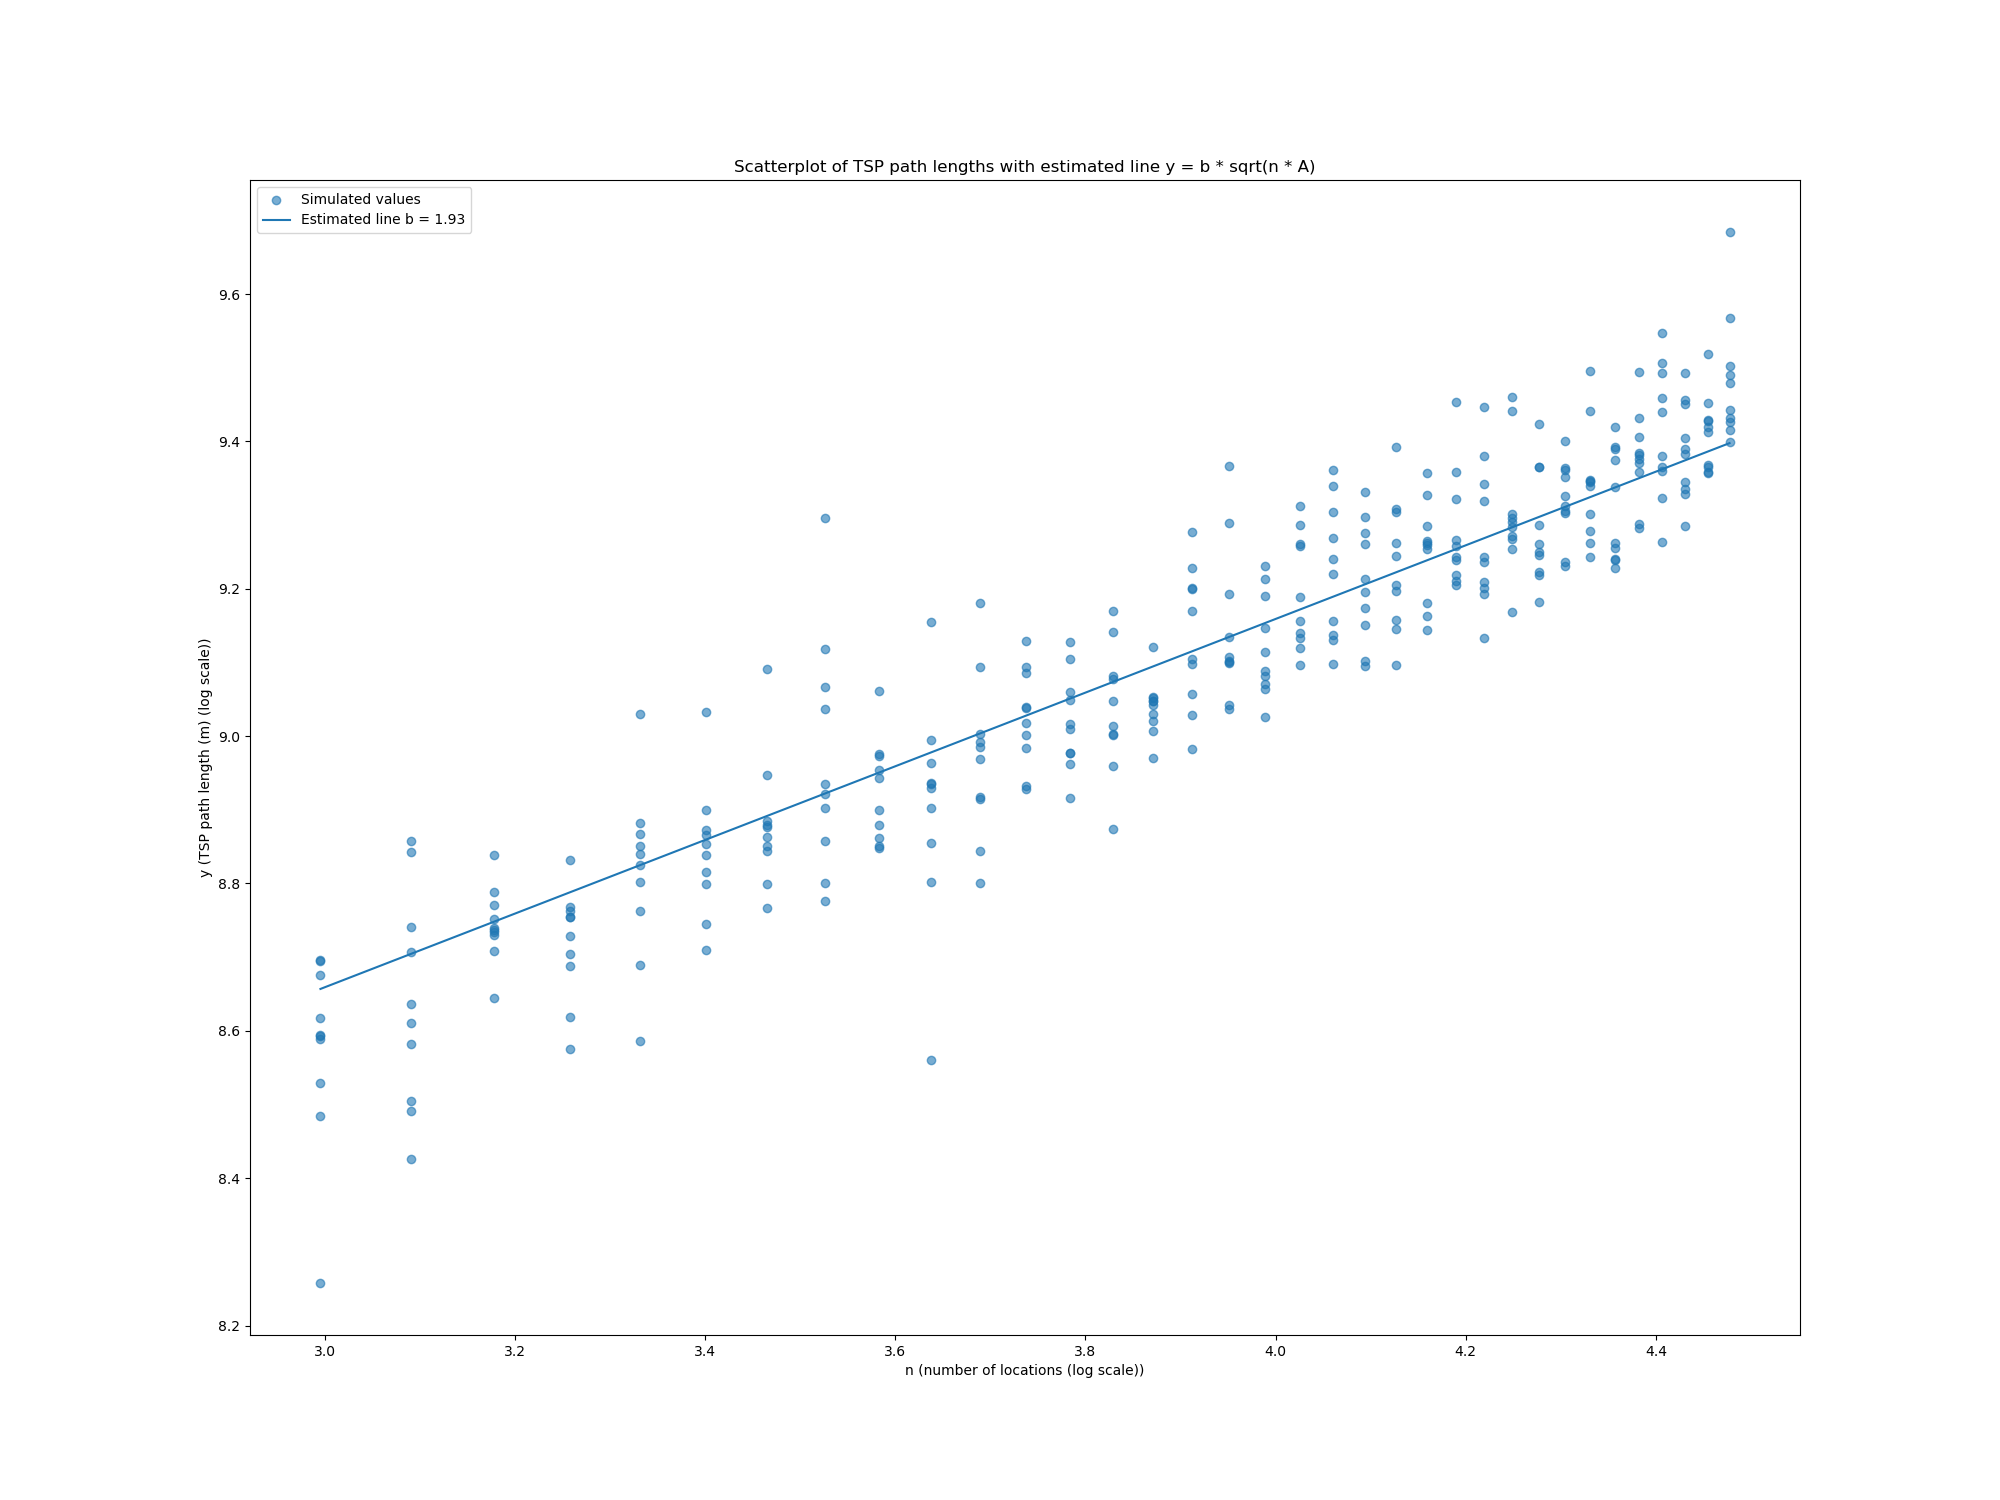 Scatterplot of TSP path lengths with estimated line y = b * sqrt(n * A)
Simulated values
Estimated line b = 1.93
9.6
9.4
9.2
9.0
8.8
8.6
8.4
8.2
y (TSP path length (m) (log scale))
3.0 3.2 3.4 3.6 3.8 4.0 4.2 4.4
n (number of locations (log scale))